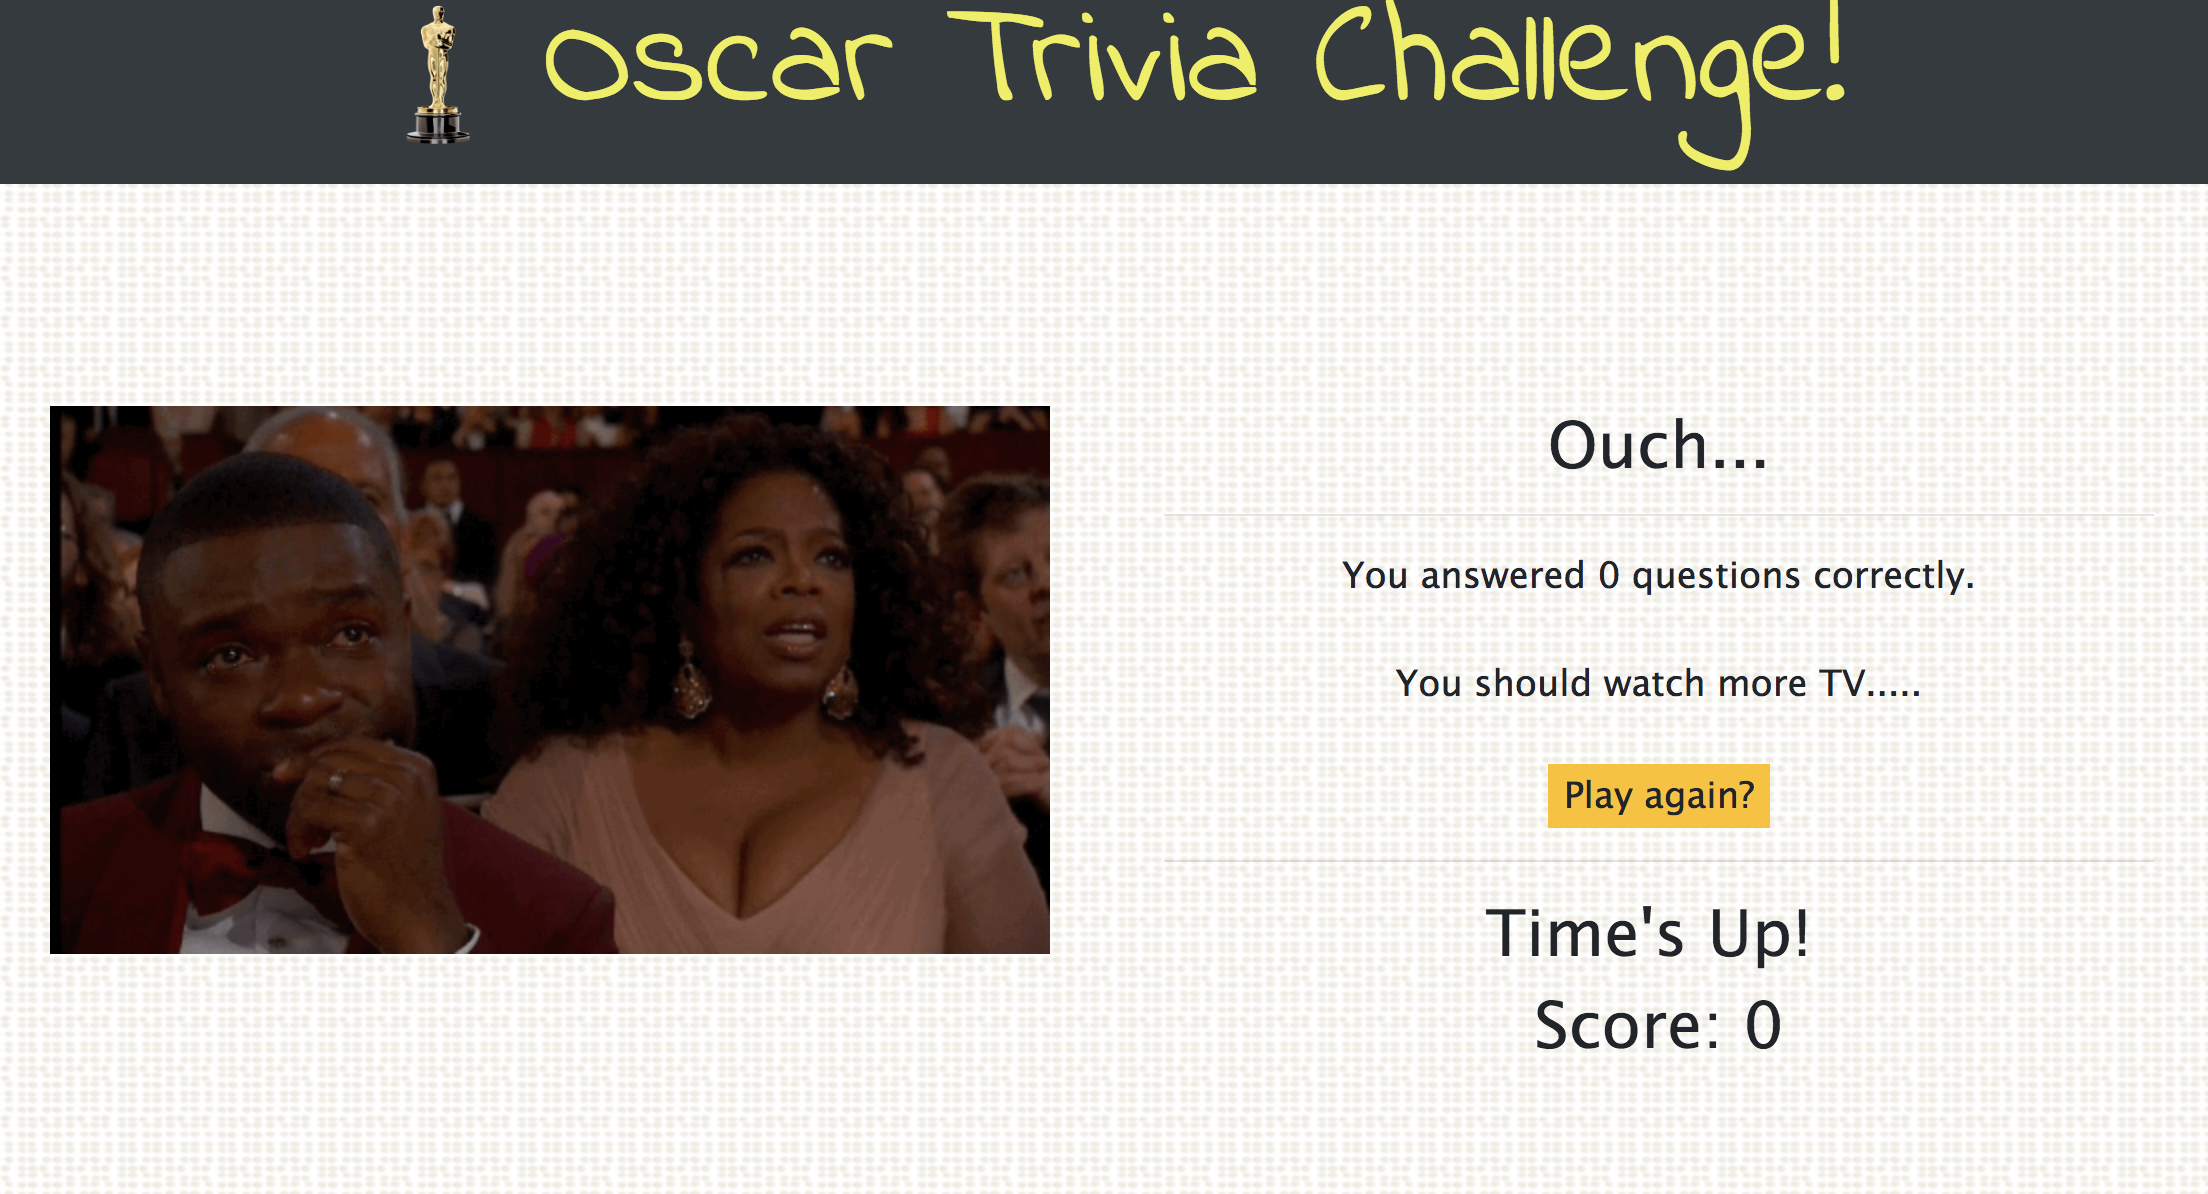 Oscar Trivia Challenge!
Ouch...
You answered 0 questions correctly.
You should watch more TV.....
Play again?
Time's Up!
Score: 0